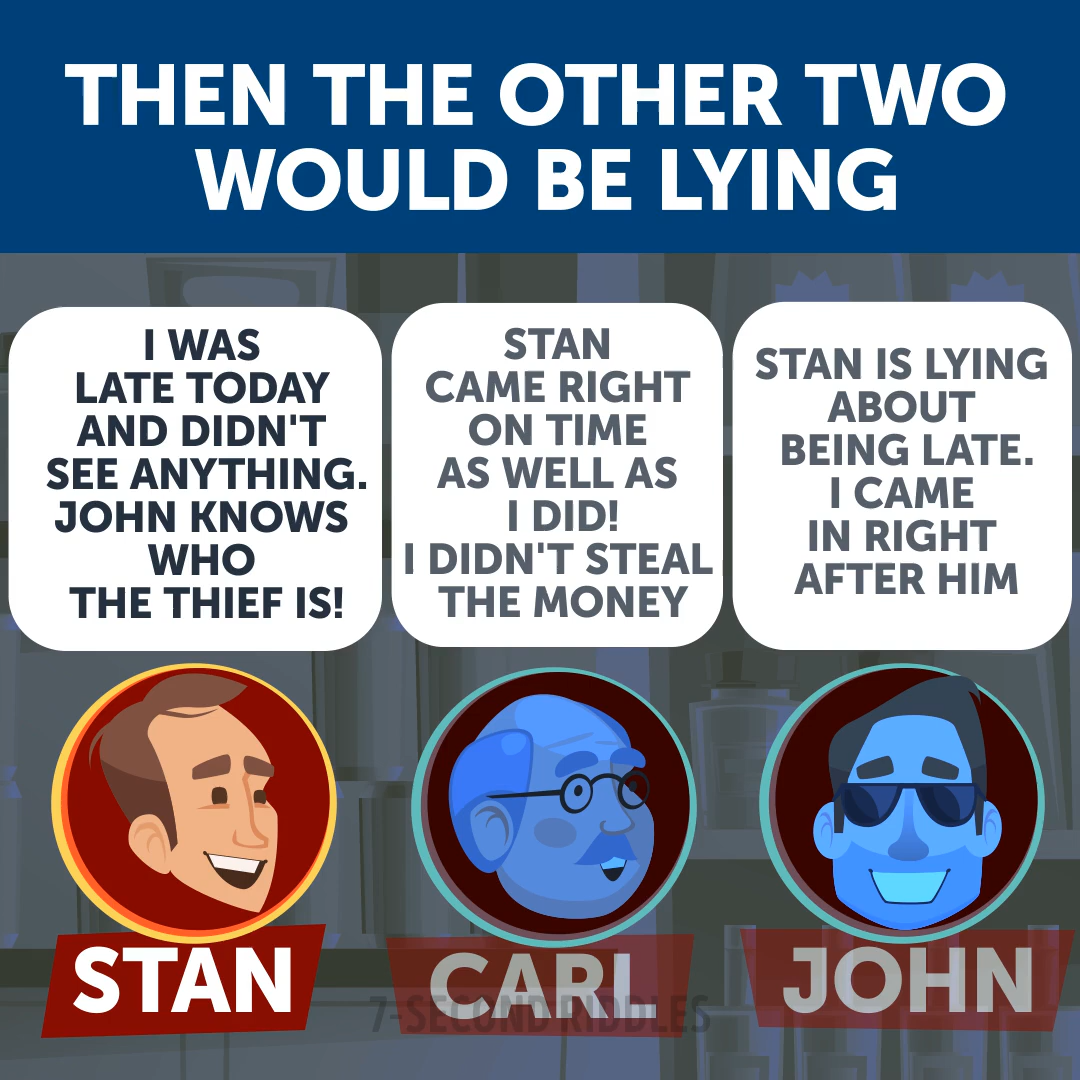 THEN THE OTHER TWO
WOULD BE LYING
I WAS
LATE TODAY
AND DIDN'T
SEE ANYTHING.
JOHN KNOWS
WHO
THE THIEF IS!
STAN
CAME RIGHT
ON TIME
AS WELL AS
I DID!
I DIDN'T STEAL
THE MONEY
STAN IS LYING
ABOUT
BEING LATE.
I CAME
IN RIGHT
AFTER HIM
STAN
CARL
JOHN
7-SECOND RIDDLES